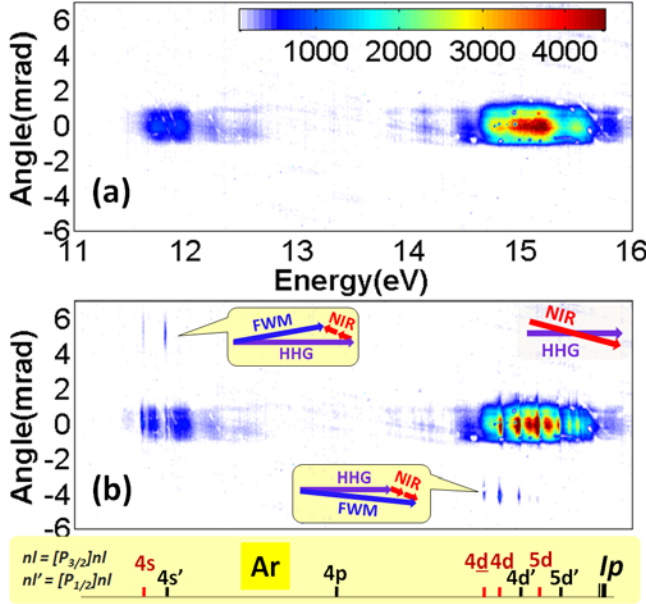 6
4
2
0
-2
-4
-6
Angle(mrad)
1000 2000 3000 4000
(a)
11 12 13 14 15 16
Energy(eV)
6
4
2
0
-2
-4
-6
Angle(mrad)
FWM
NIR
HHG
NIR
HHG
(b)
HHG
NIR
FWM
nl = [P3/2]nl
nl' = [P1/2]nl
4s
4s'
Ar
4p
4d 4d
4d'
5d
5d'
Ip